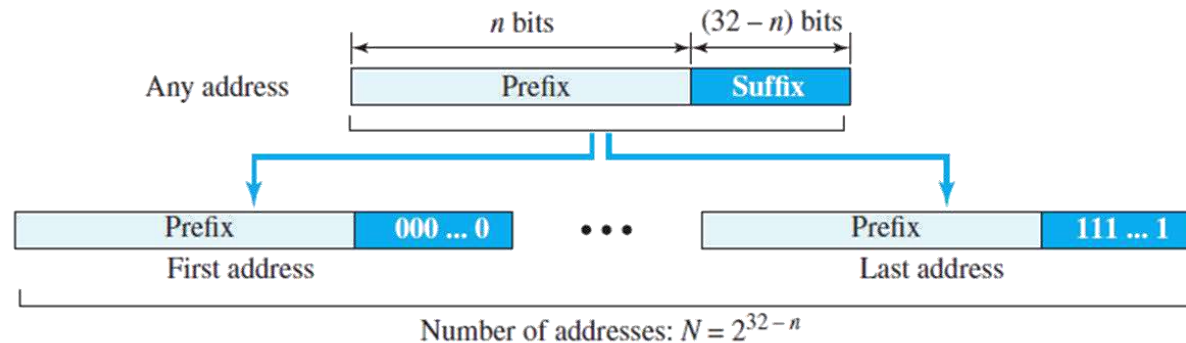 n bits (32 – n) bits
Any address Prefix Suffix
Prefix 000 ... 0 • • • Prefix 111 ... 1
First address Last address
Number of addresses: N = 2^{32 – n}